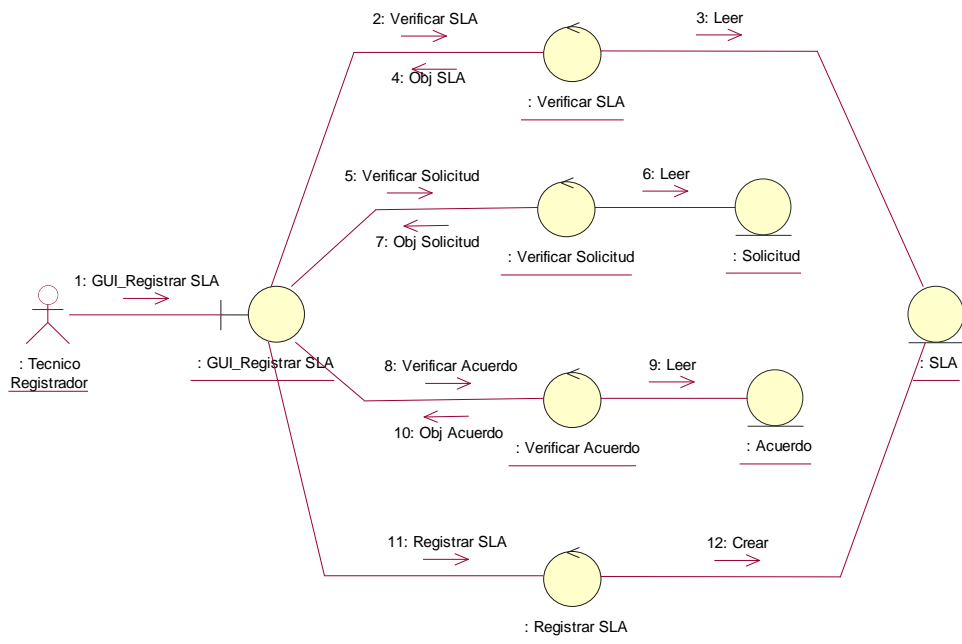 2: Verificar SLA
3: Leer
4: Obj SLA
: Verificar SLA
5: Verificar Solicitud
6: Leer
7: Obj Solicitud
: Verificar Solicitud
: Solicitud
1: GUI_Registrar SLA
: Tecnico
Registrador
: GUI_Registrar SLA
: SLA
8: Verificar Acuerdo
9: Leer
10: Obj Acuerdo
: Verificar Acuerdo
: Acuerdo
11: Registrar SLA
12: Crear
: Registrar SLA